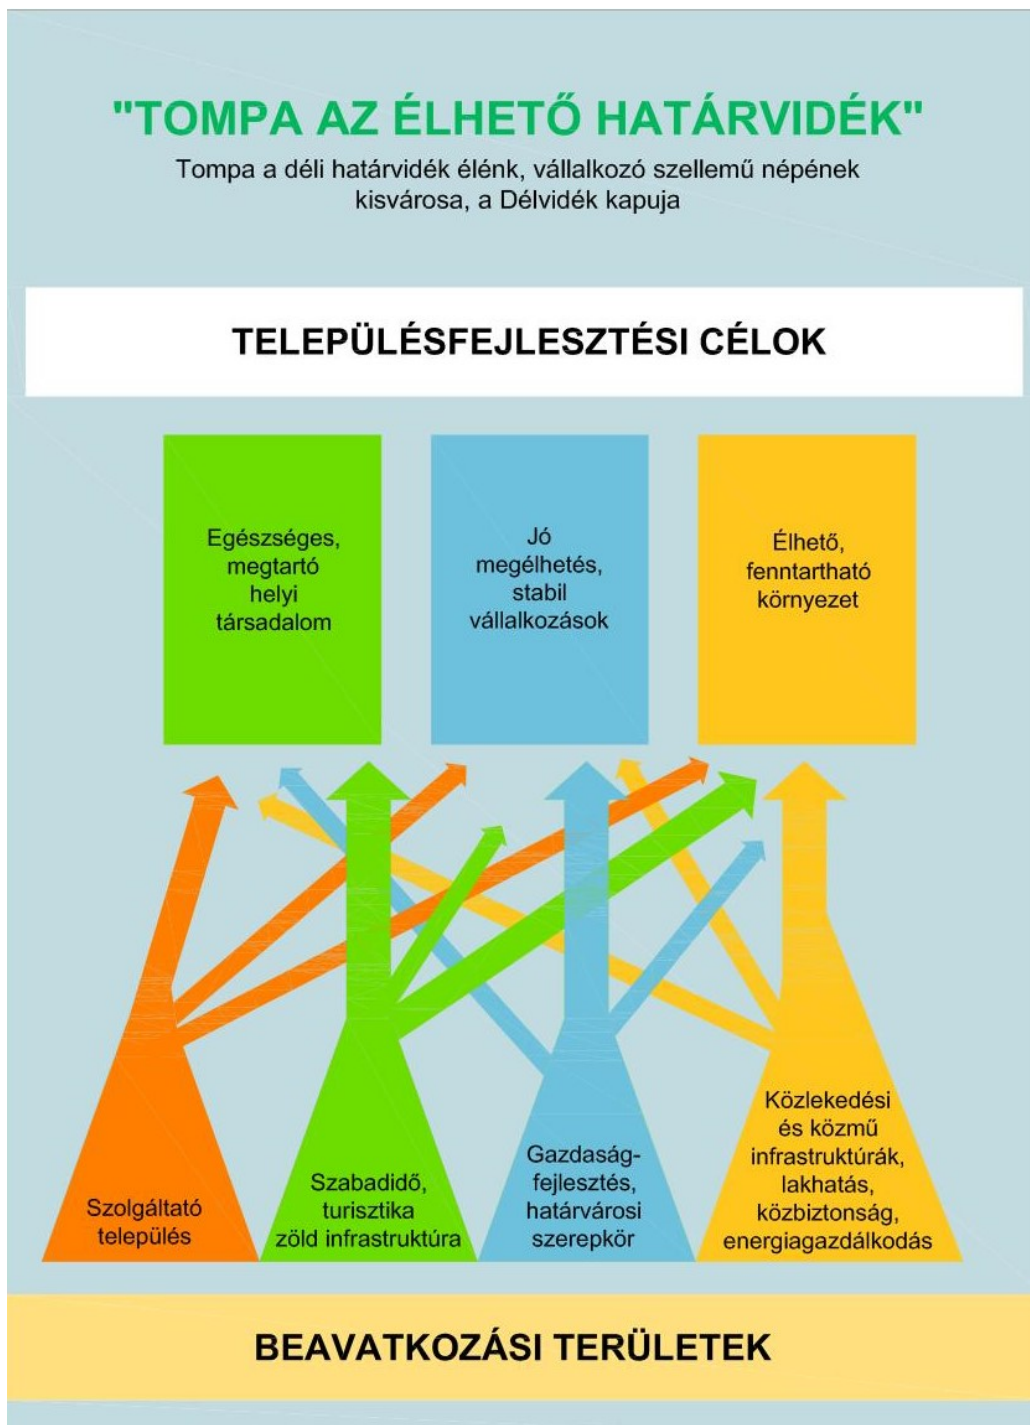 "TOMPA AZ ÉLHETŐ HATÁRVIDÉK"
Tompa a déli határvidék élénk, vállalkozó szellemű népének
kisvárosa, a Délvidék kapuja
TELEPÜLÉSFEJLESZTÉSI CÉLOK
Egészséges,
megtartó
helyi
társadalom
Jó
megélhetés,
stabil
vállalkozások
Élhető,
fenntartható
környezet
Szolgáltató
település
Szabadidő,
turisztika
zöld infrastruktúra
Gazdaság-
fejlesztés,
határvárosi
szerepkör
Közlekedési
és közmű
infrastruktúrák,
lakhatás,
közbiztonság,
energiagazdálkodás
BEAVATKOZÁSI TERÜLETEK